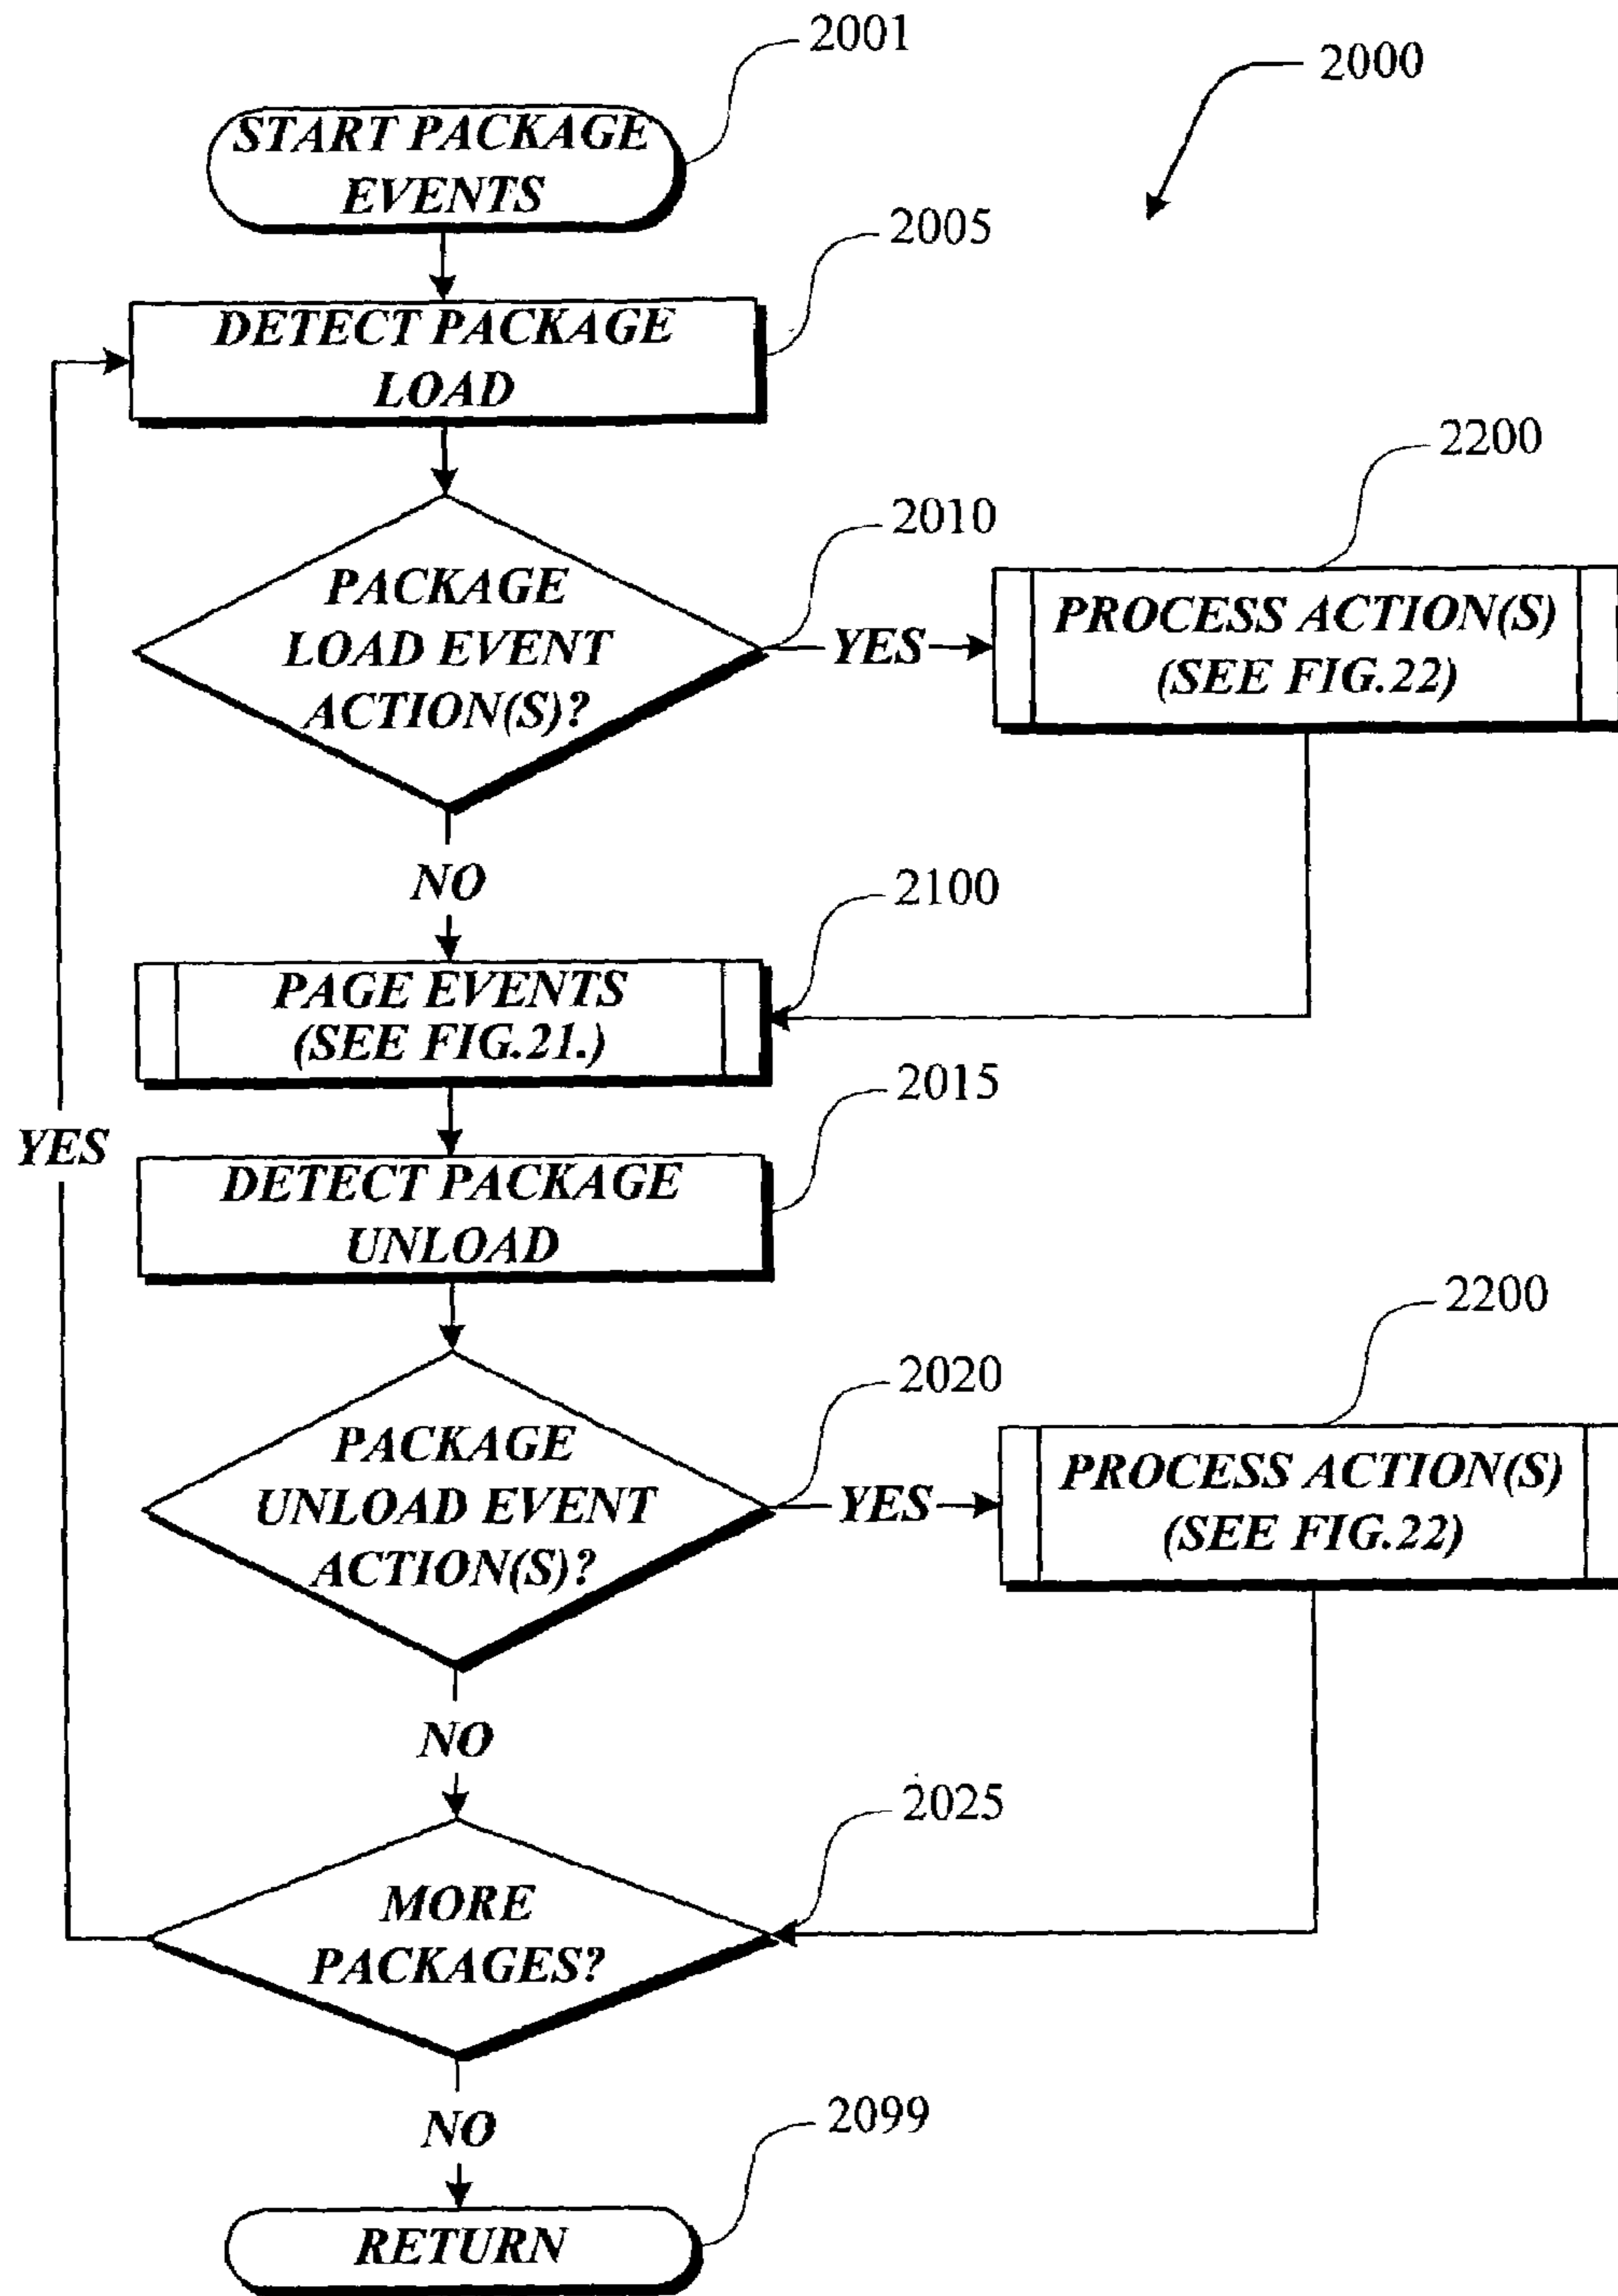 2001
2000
START PACKAGE
EVENTS
2005
DETECT PACKAGE
LOAD
2200
2010
PACKAGE
LOAD EVENT
ACTION(S)?
YES
PROCESS ACTION(S)
(SEE FIG.22)
NO
2100
PAGE EVENTS
(SEE FIG.21.)
2015
YES
DETECT PACKAGE
UNLOAD
2200
2020
PACKAGE
UNLOAD EVENT
ACTION(S)?
YES
PROCESS ACTION(S)
(SEE FIG.22)
NO
2025
MORE
PACKAGES?
NO
2099
RETURN